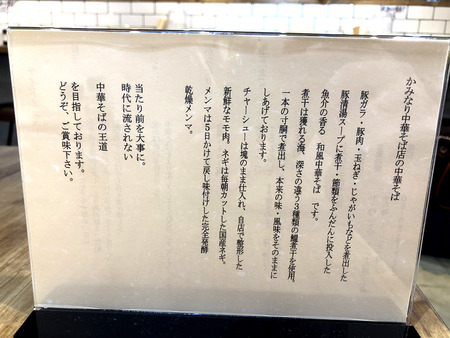 かみなり中華そば店の中華そば
豚ガラ・豚肉・玉ねぎ・じゃがいもなどを煮出した
豚清湯スープに煮干・節類をふんだんに投入した
魚介の香る 和風中華そば です。
煮干は獲れる海、深さの違う3種類の鰮煮干を使用。
一本の寸胴で煮出し、本来の味・風味をそのままに
しあげております。
チャーシューは塊のまま仕入れ、自店で整形した
新鮮なモモ肉。ネギは毎朝カットした国産ネギ。
メンマは5日かけて戻し味付けした完全発酵
乾燥メンマ。
当たり前を大事に。
時代に流されない
中華そばの王道
を目指しております。
どうぞ、ご賞味下さい。